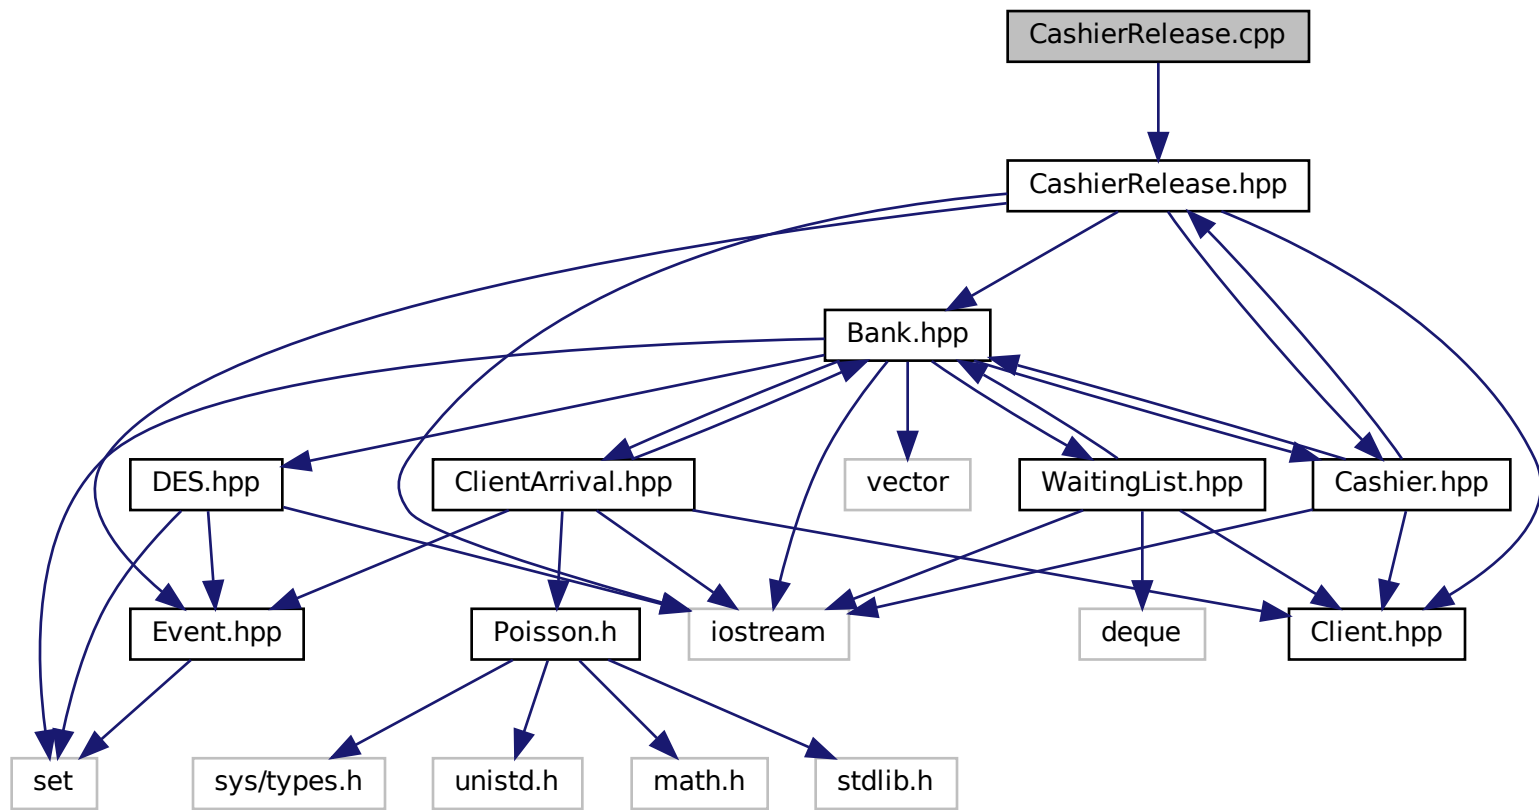 CashierRelease.cpp
CashierRelease.hpp
Bank.hpp
DES.hpp
ClientArrival.hpp
vector
WaitingList.hpp
Cashier.hpp
Event.hpp
Poisson.h
iostream
deque
Client.hpp
set
sys/types.h
unistd.h
math.h
stdlib.h